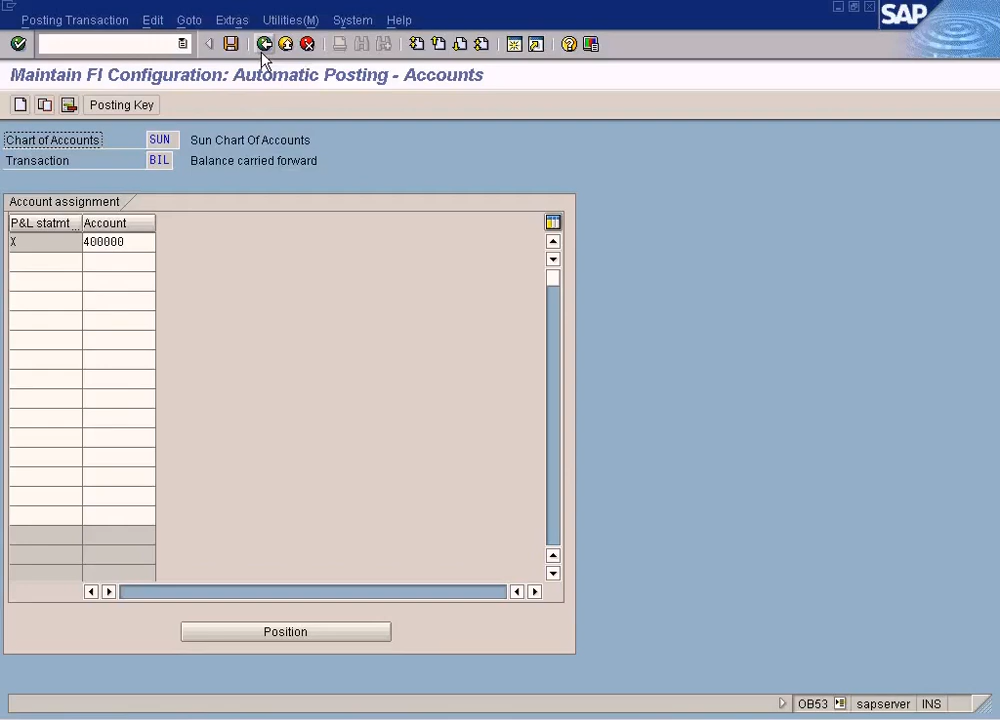 Posting Transaction Edit Goto Extras Utilities(M) System Help
SAP
Maintain FI Configuration: Automatic Posting - Accounts
Posting Key
Chart of Accounts SUN Sun Chart Of Accounts
Transaction BIL Balance carried forward
Account assignment
P&L statmt ... Account
X 400000
Position
OB53 sapserver INS